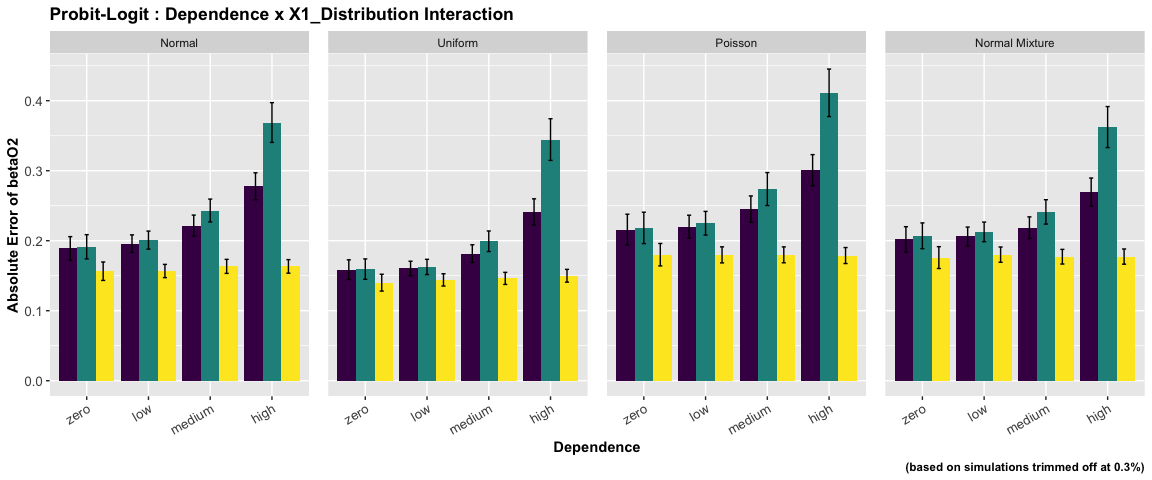 Probit-Logit : Dependence x X1_Distribution Interaction
Normal
Uniform
Poisson
Normal Mixture
Absolute Error of betaO2
0.4
0.3
0.2
0.1
0.0
zero low medium high
zero low medium high
zero low medium high
zero low medium high
Dependence
(based on simulations trimmed off at 0.3%)